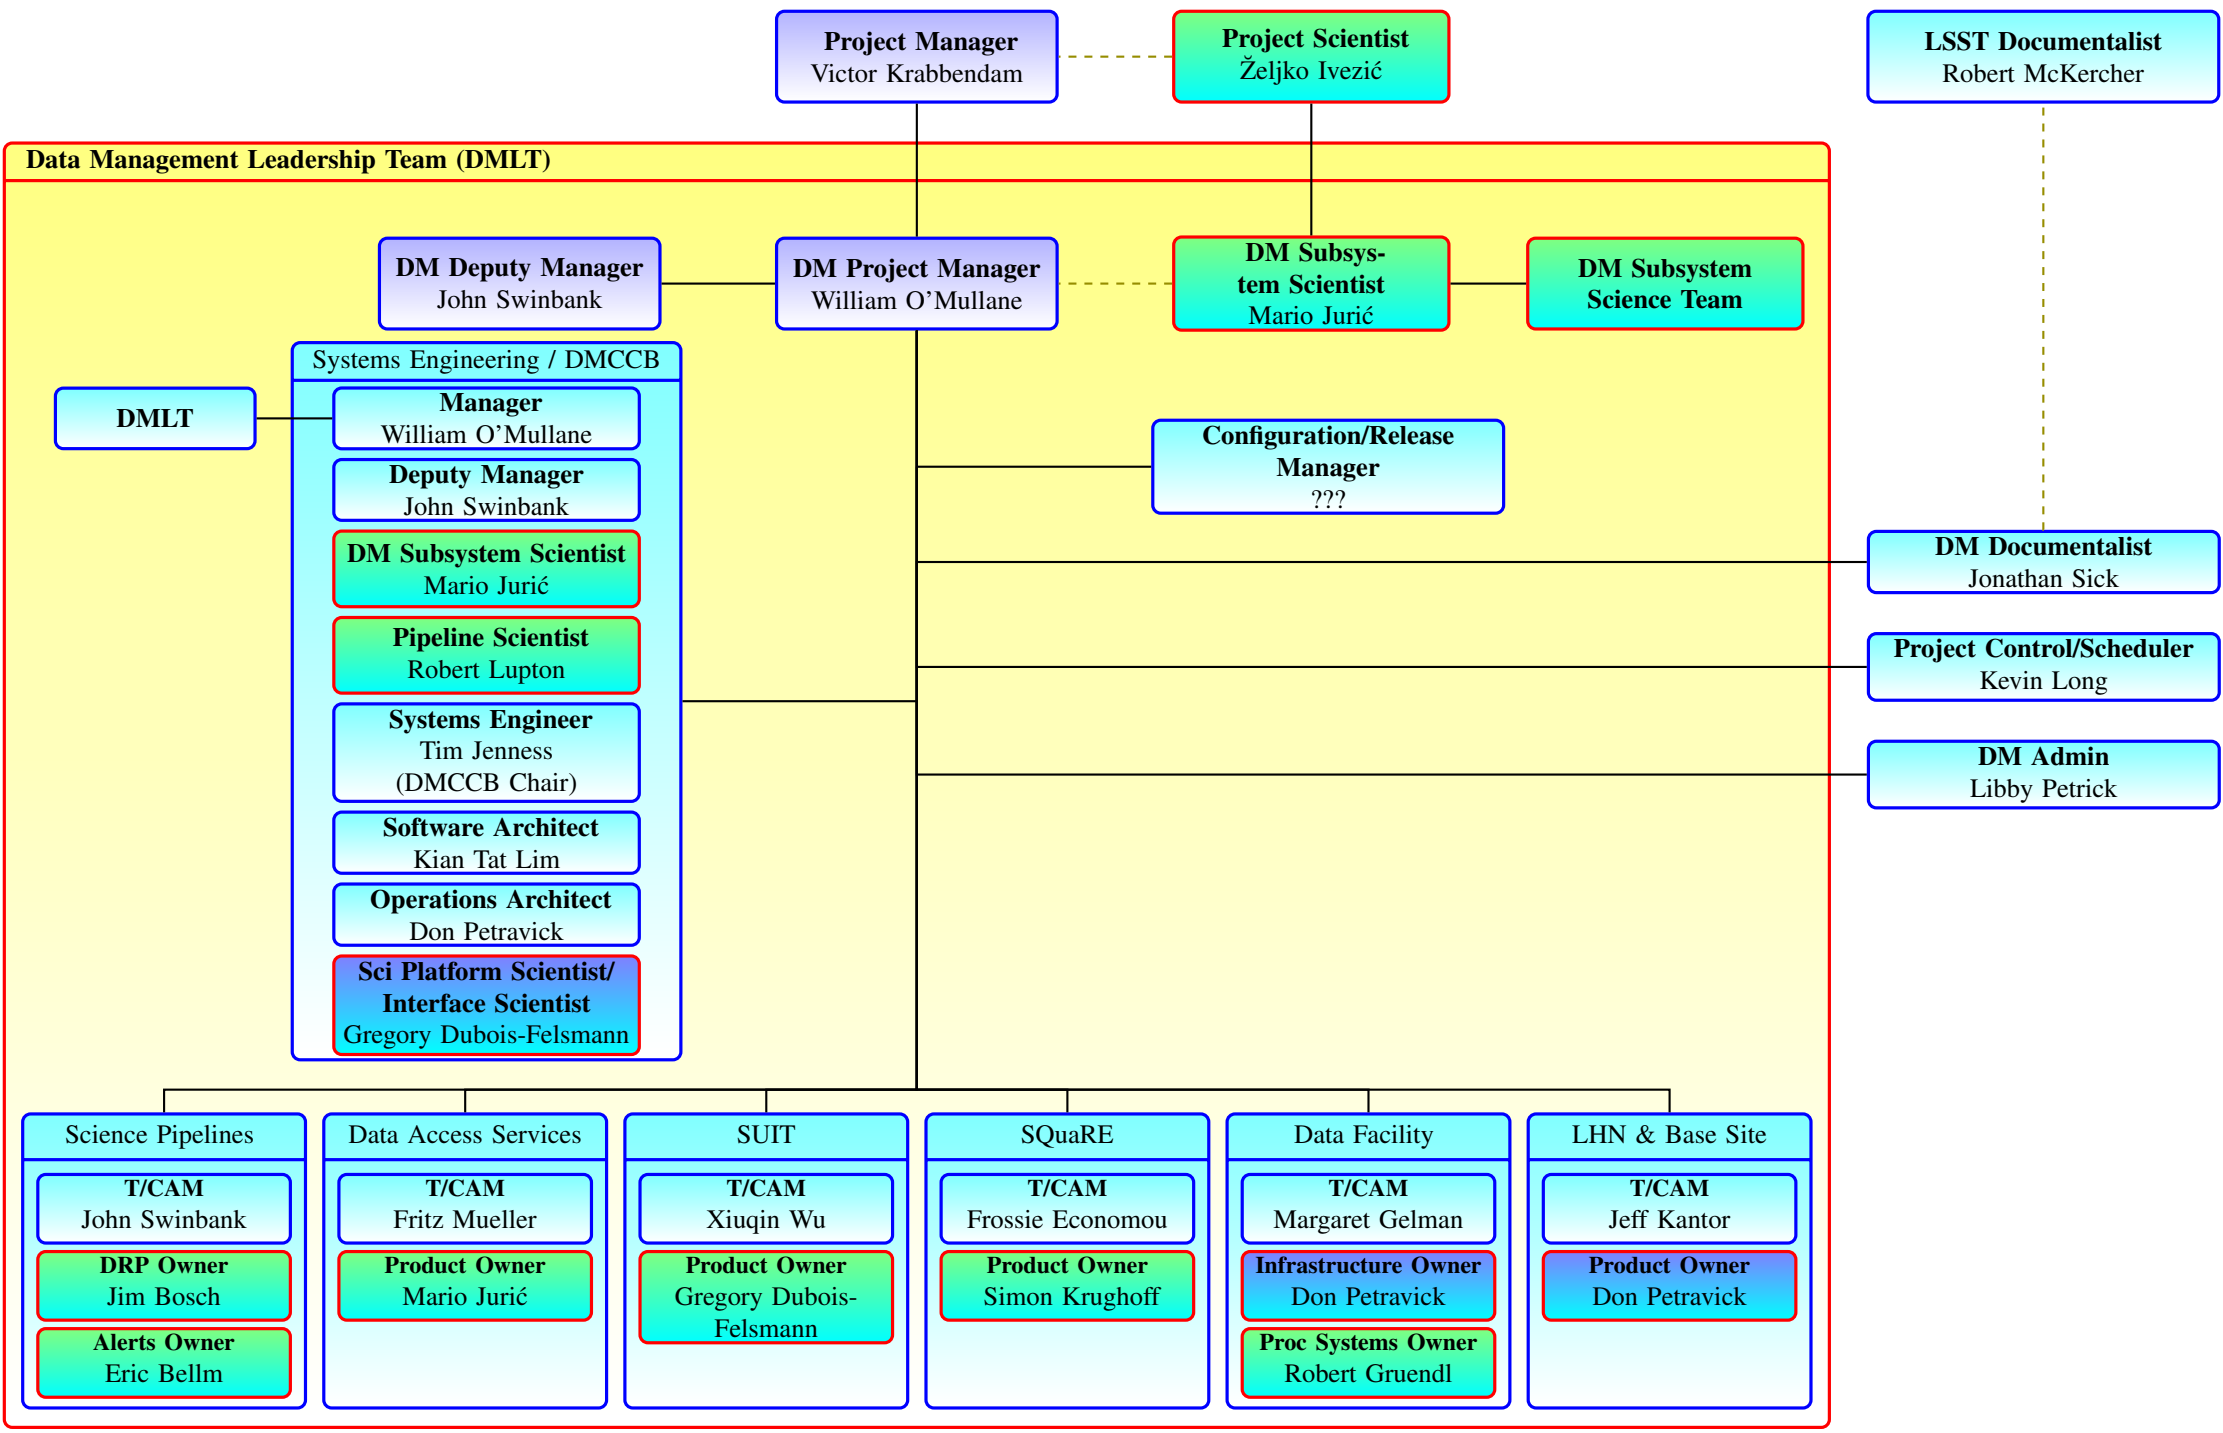 Project Manager
Victor Krabbendam
Project Scientist
Željko Ivezić
LSST Documentalist
Robert McKercher
Data Management Leadership Team (DMLT)
DM Deputy Manager
John Swinbank
DM Project Manager
William O'Mullane
DM Subsys-
tem Scientist
Mario Jurić
DM Subsystem
Science Team
Systems Engineering / DMCCB
DMLT
Manager
William O'Mullane
Deputy Manager
John Swinbank
DM Subsystem Scientist
Mario Jurić
Pipeline Scientist
Robert Lupton
Systems Engineer
Tim Jenness
(DMCCB Chair)
Software Architect
Kian Tat Lim
Operations Architect
Don Petravick
Sci Platform Scientist/
Interface Scientist
Gregory Dubois-Felsmann
Configuration/Release
Manager
???
DM Documentalist
Jonathan Sick
Project Control/Scheduler
Kevin Long
DM Admin
Libby Petrick
Science Pipelines
T/CAM
John Swinbank
DRP Owner
Jim Bosch
Alerts Owner
Eric Bellm
Data Access Services
T/CAM
Fritz Mueller
Product Owner
Mario Jurić
SUIT
T/CAM
Xiuqin Wu
Product Owner
Gregory Dubois-
Felsmann
SQuaRE
T/CAM
Frossie Economou
Product Owner
Simon Krughoff
Data Facility
T/CAM
Margaret Gelman
Infrastructure Owner
Don Petravick
Proc Systems Owner
Robert Gruendl
LHN & Base Site
T/CAM
Jeff Kantor
Product Owner
Don Petravick